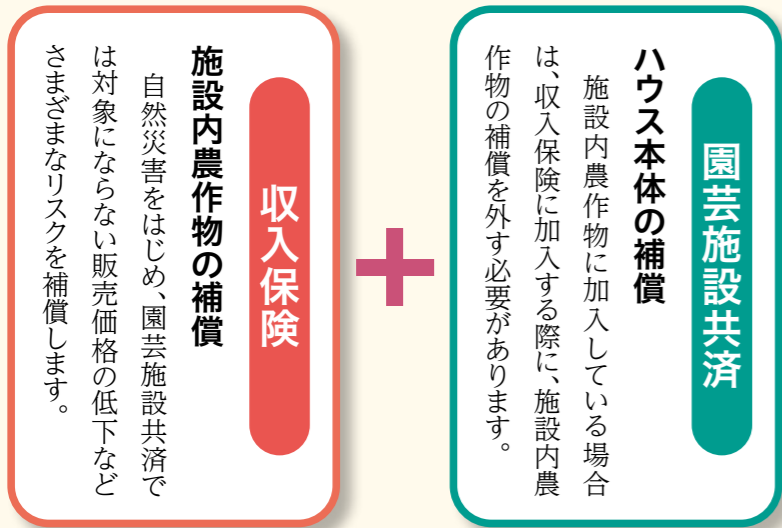 園芸施設共済
ハウス本体の補償
施設内農作物に加入している場合
は、収入保険に加入する際に、施設内農
作物の補償を外す必要があります。
+
収入保険
施設内農作物の補償
自然災害をはじめ、園芸施設共済で
は対象にならない販売価格の低下など
さまざまなリスクを補償します。